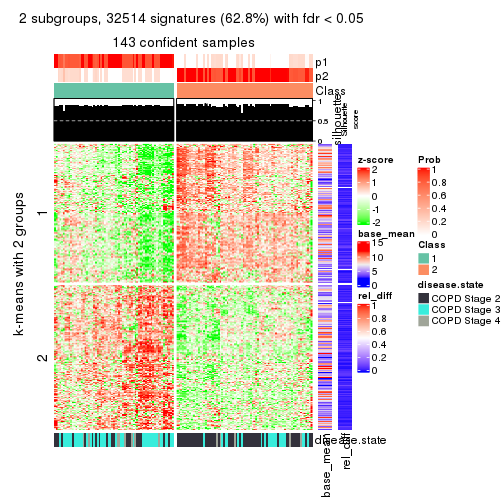 2 subgroups, 32514 signatures (62.8%) with fdr < 0.05
143 confident samples
p1
p2
Class
1
0.5
0
silhouette
Silhouette
score
k-means with 2 groups
1
2
disease.state
base_mean
rel_diff
z-score
2
1
0
-1
-2
base_mean
15
10
5
0
rel_diff
1
0.8
0.6
0.4
0.2
0
Prob
1
0.8
0.6
0.4
0.2
0
Class
1
2
disease.state
COPD Stage 2
COPD Stage 3
COPD Stage 4